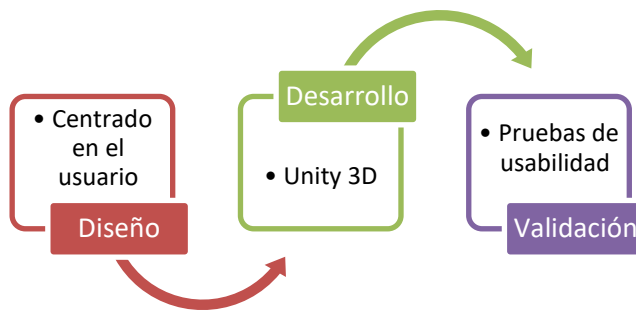 • Centrado
en el
usuario
Diseño
Desarrollo
• Unity 3D
• Pruebas de
usabilidad
Validación